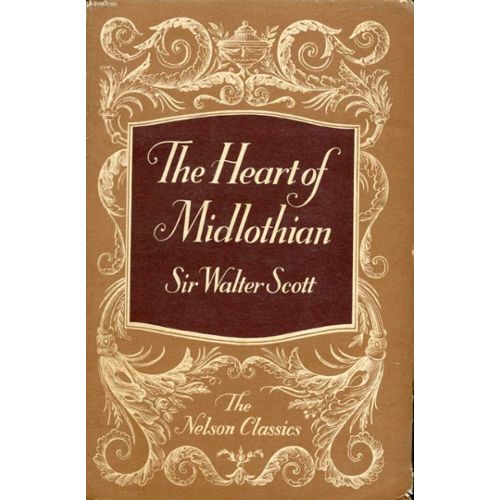 The Heart of
Midlothian
Sir Walter Scott
The
Nelson Classics